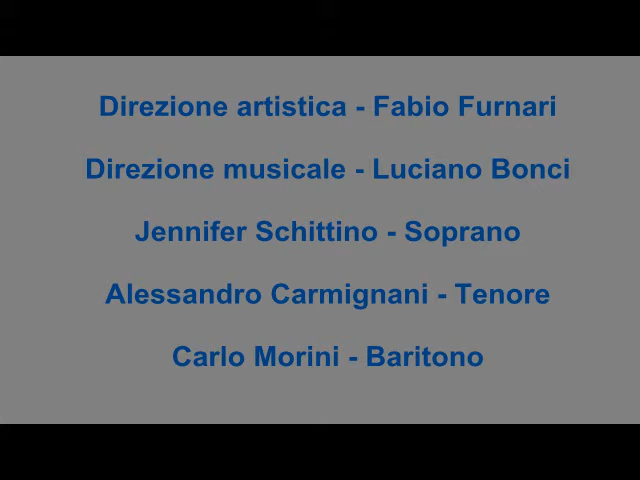 Direzione artistica - Fabio Furnari
Direzione musicale - Luciano Bonci
Jennifer Schittino - Soprano
Alessandro Carmignani - Tenore
Carlo Morini - Baritono